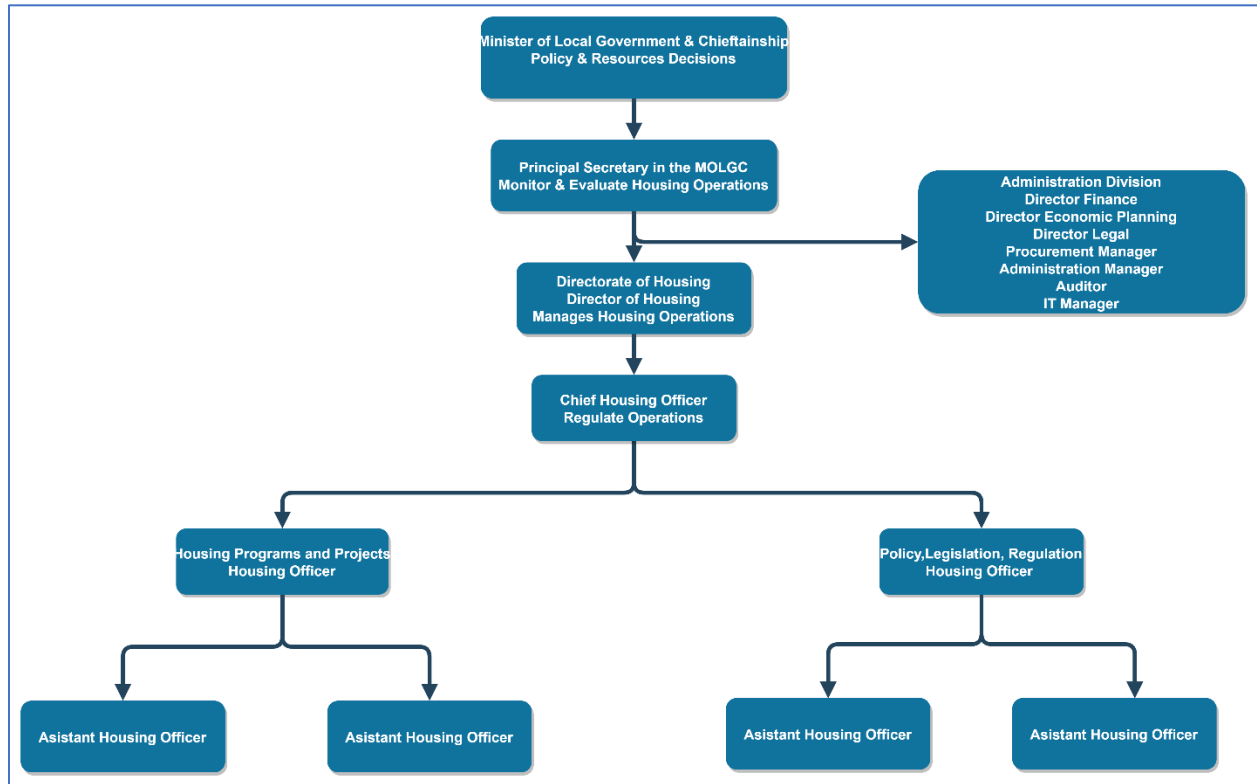 Minister of Local Government & Chieftainship
Policy & Resources Decisions
Principal Secretary in the MOLGC
Monitor & Evaluate Housing Operations
Administration Division
Director Finance
Director Economic Planning
Director Legal
Procurement Manager
Administration Manager
Auditor
IT Manager
Directorate of Housing
Director of Housing
Manages Housing Operations
Chief Housing Officer
Regulate Operations
Housing Programs and Projects
Housing Officer
Policy,Legislation, Regulation
Housing Officer
Asistant Housing Officer
Asistant Housing Officer
Asistant Housing Officer
Asistant Housing Officer